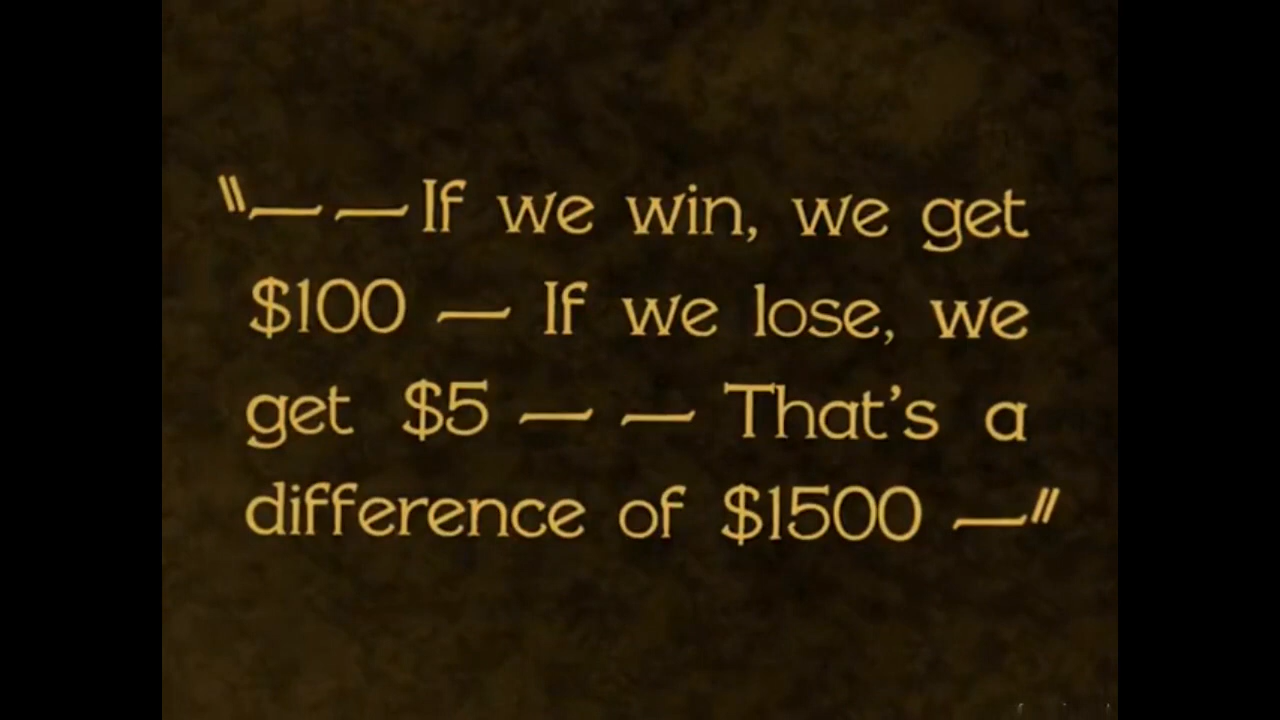 "— — If we win, we get
$100 — If we lose, we
get $5 — — That's a
difference of $1500 —"